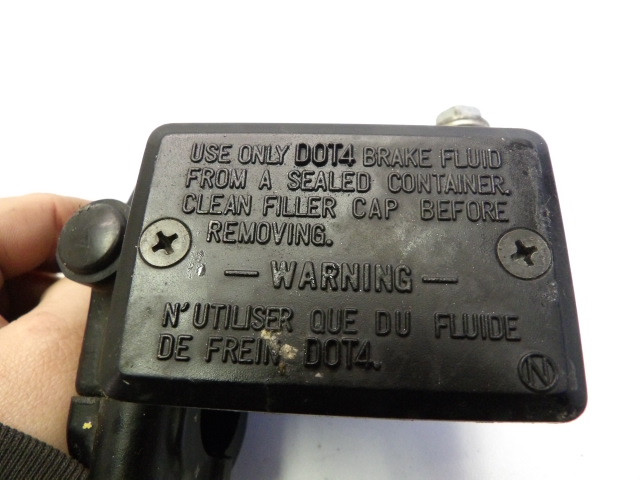 USE ONLY DOT4 BRAKE FLUID
FROM A SEALED CONTAINER.
CLEAN FILLER CAP BEFORE
REMOVING.
— WARNING —
N'UTILISER QUE DU FLUIDE
DE FREIN DOT4.
N